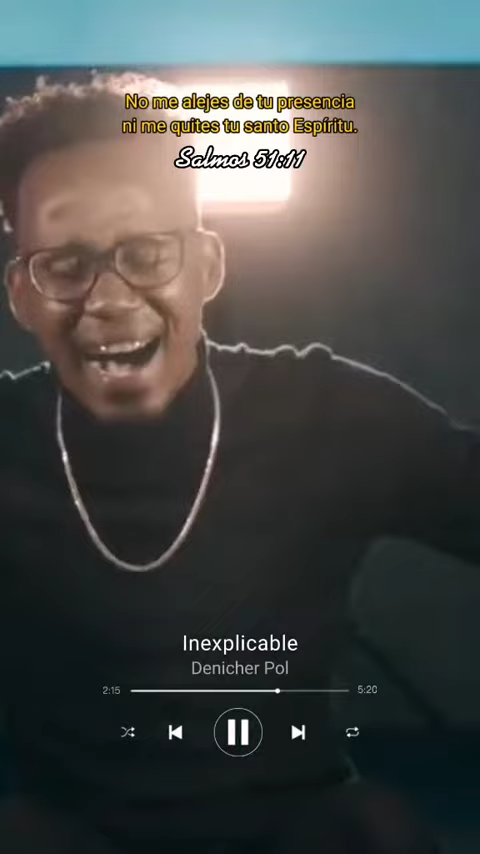 No me alejes de tu presencia
ni me quites tu santo Espíritu.
Salmos 51:11
Inexplicable
Denicher Pol
2:15 5:20